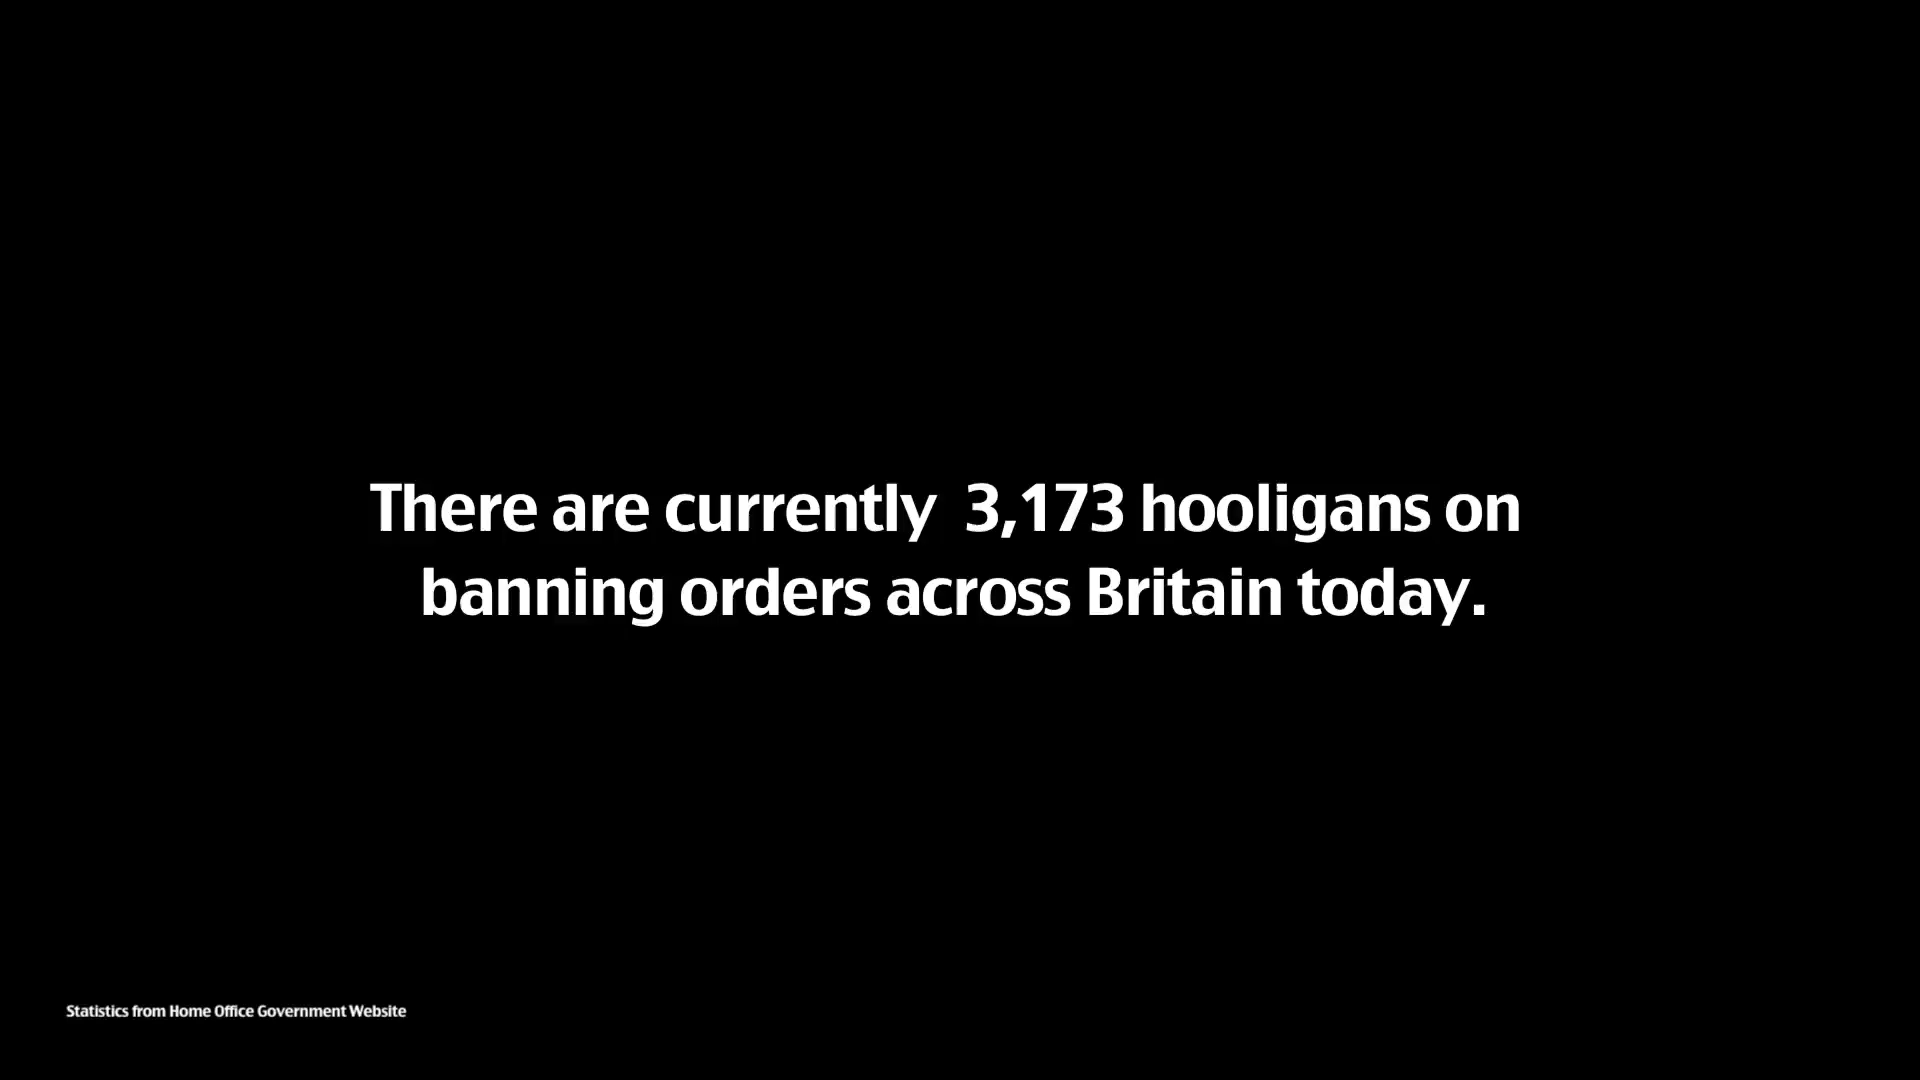 There are currently  3,173 hooligans on
banning orders across Britain today.
Statistics from Home Office Government Website